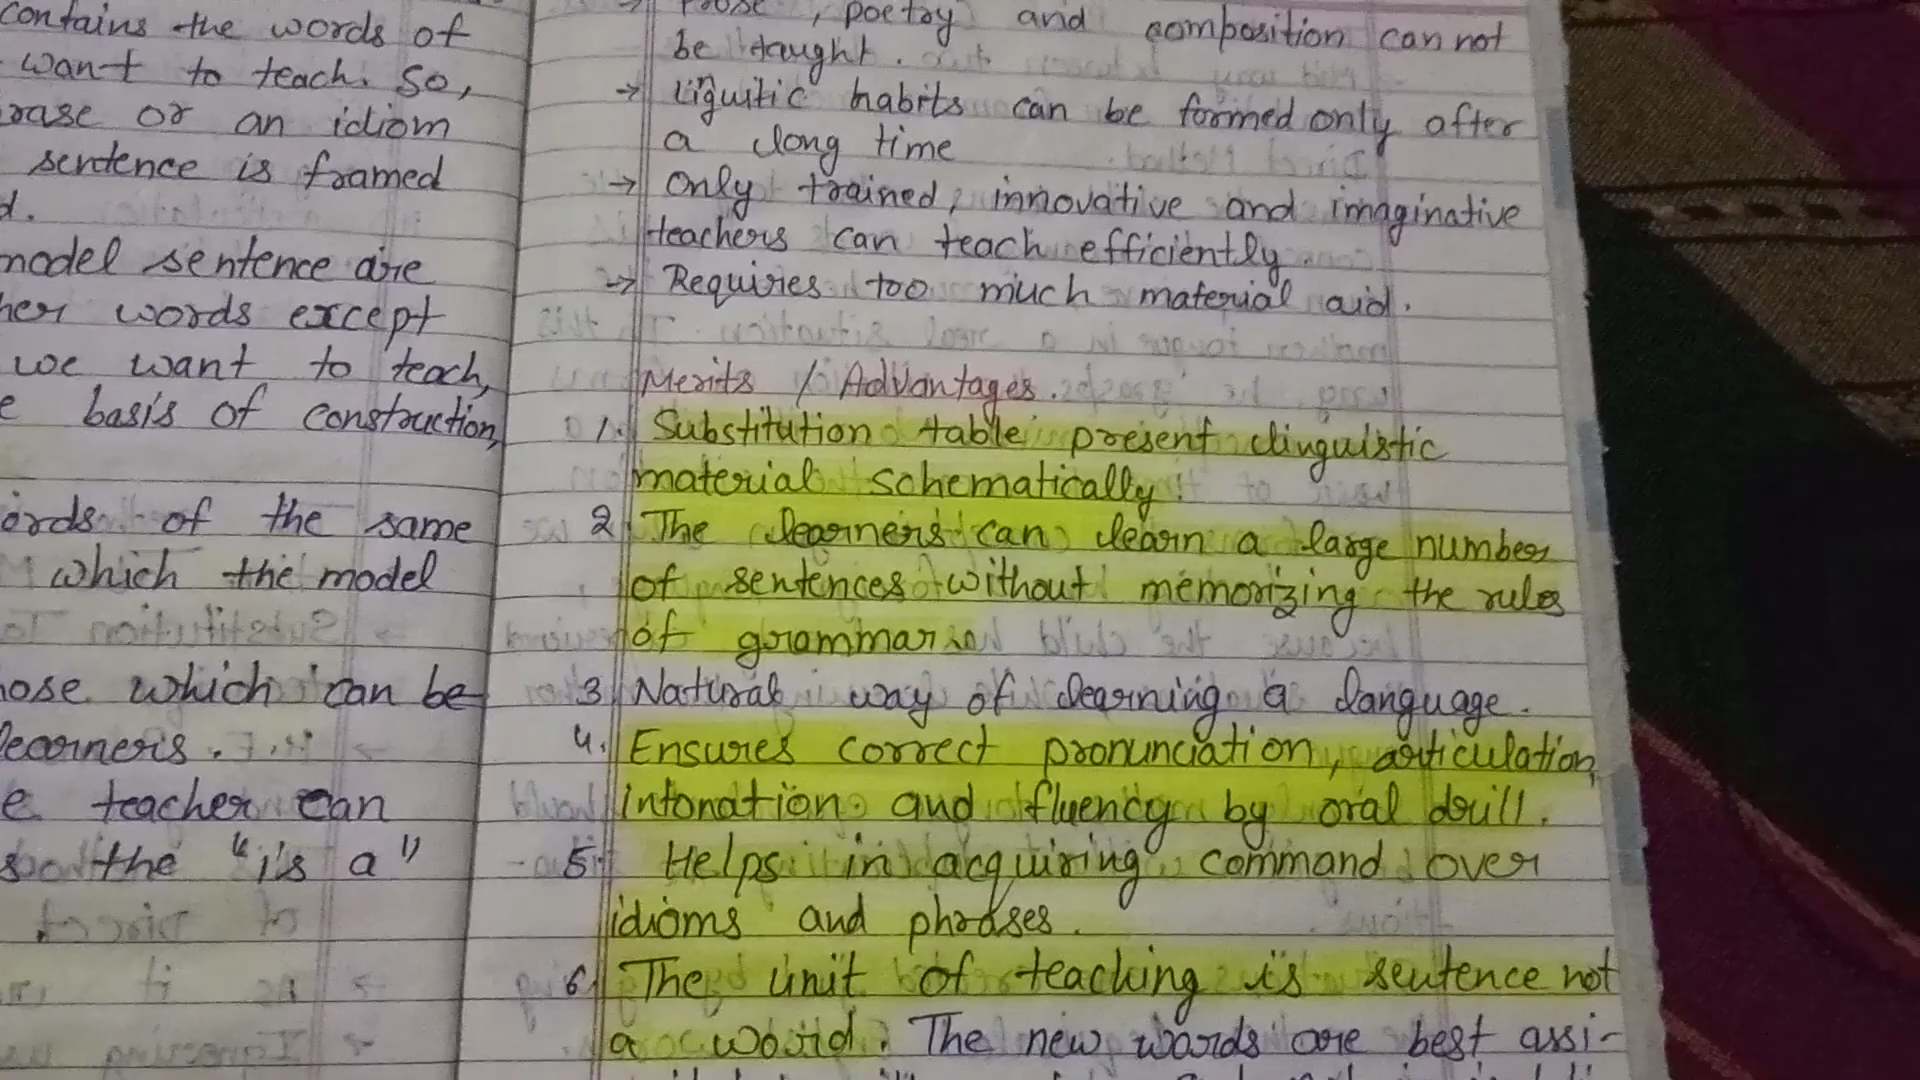 contains the words of
want to teach. So,
or an idiom
sentence is framed
model sentence are
words except
we want to teach,
basis of construction,
of the same
which the model
which can be
learners.
teacher can
the "is a"
, poetry and composition can not
be taught.
→ Liguitic habits can be formed only after
a long time
→ Only trained, innovative and imaginative
teachers can teach efficiently
→ Requires too much material aid.
Merits / Advantages.
1. Substitution table present linguistic
material schematically.
2 The learners can learn a large number
of sentences without memorizing the rules
of grammar
3 Natural way of learning a language.
4. Ensures correct pronunciation, articulation,
intonation and fluency by oral drill.
5. Helps in acquiring command over
idioms and phrases.
6. The unit of teaching is sentence not
a word. The new words are best assi-